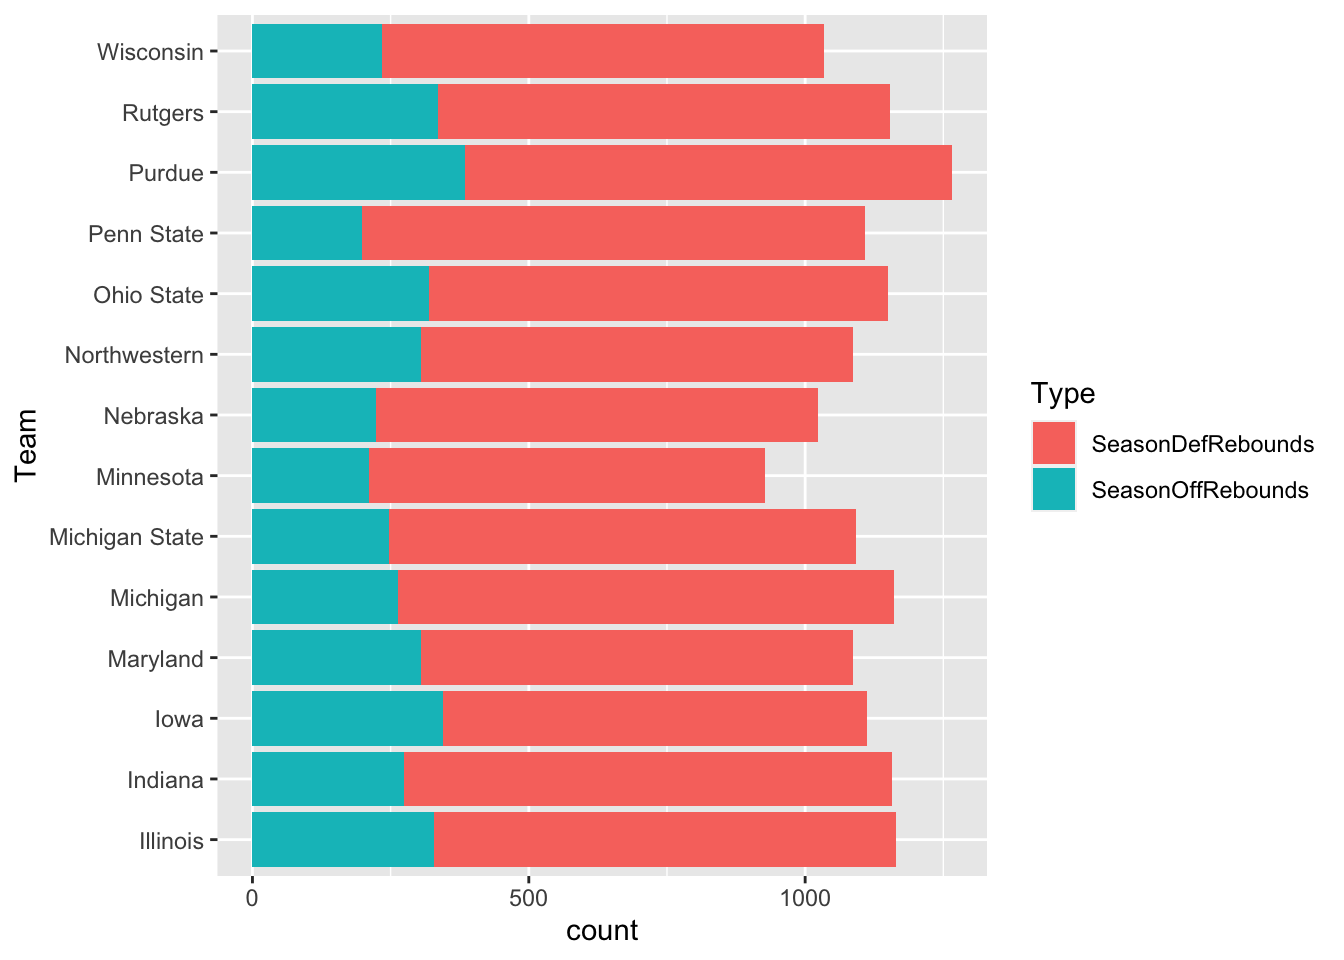 Wisconsin
Rutgers
Purdue
Penn State
Ohio State
Northwestern
Nebraska
Minnesota
Michigan State
Michigan
Maryland
Iowa
Indiana
Illinois
Team
0 500 1000
count
Type
SeasonDefRebounds
SeasonOffRebounds